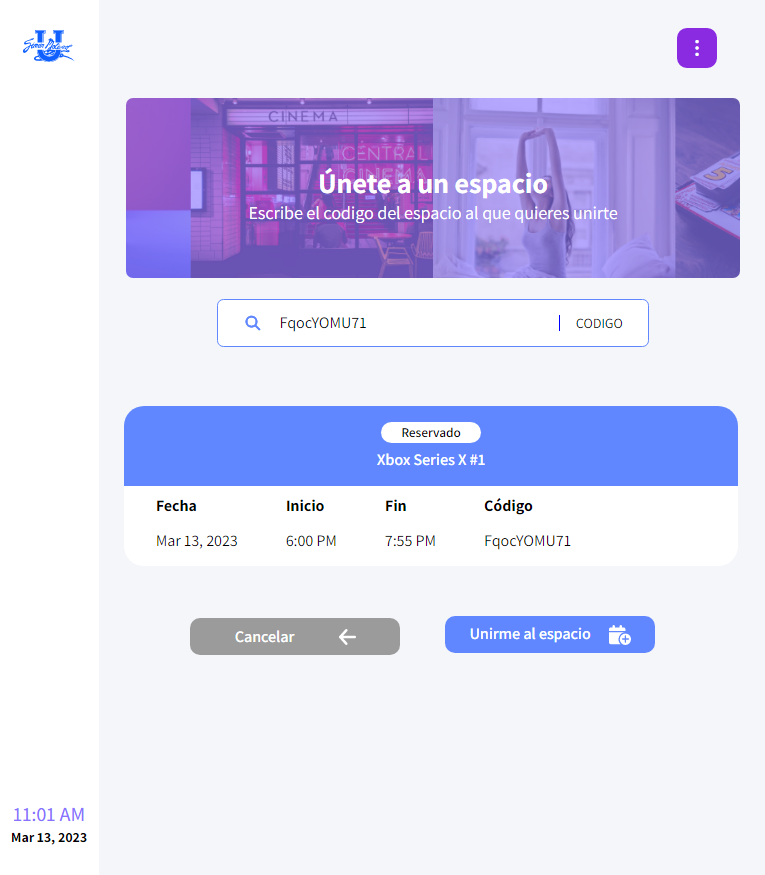 U
CINEMA
CENTRAL
CINEMA
Únete a un espacio
Escribe el codigo del espacio al que quieres unirte
FqocYOMU71 | CODIGO
Reservado
Xbox Series X #1
Fecha Inicio Fin Código
Mar 13, 2023 6:00 PM 7:55 PM FqocYOMU71
Cancelar Unirme al espacio
11:01 AM
Mar 13, 2023